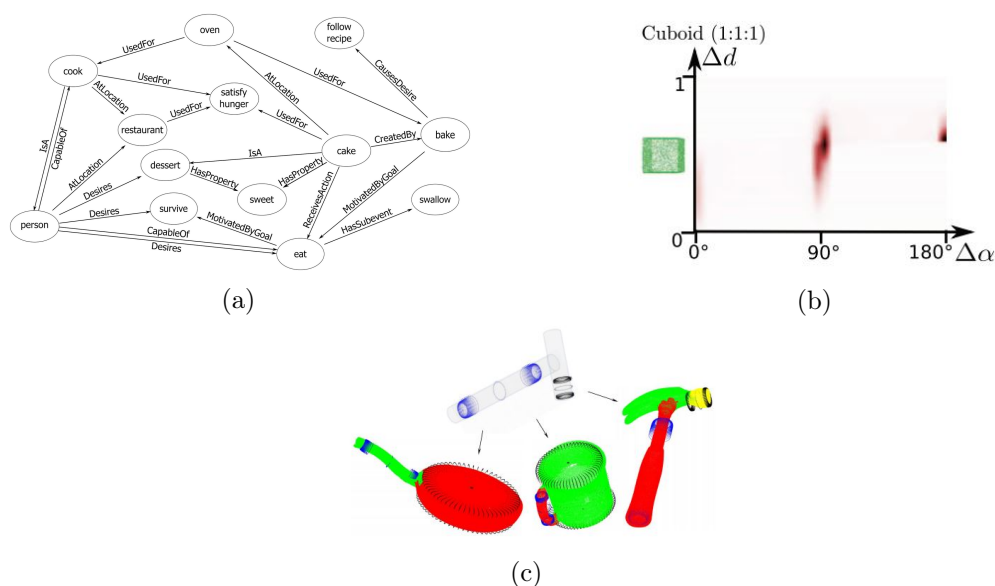 oven
follow
recipe
UsedFor
cook
UsedFor
UsedFor
CausesDesire
AtLocation
satisfy
hunger
AtLocation
UsedFor
UsedFor
restaurant
cake
CreatedBy
bake
IsA
CapableOf
IsA
dessert
HasProperty
HasProperty
AtLocation
Desires
sweet
ReceivesAction
MotivatedByGoal
swallow
Desires
survive
MotivatedByGoal
HasSubevent
person
CapableOf
Desires
eat
(a)
Cuboid (1:1:1)
Δd
1
0
0°
90°
180°
Δα
(b)
(c)